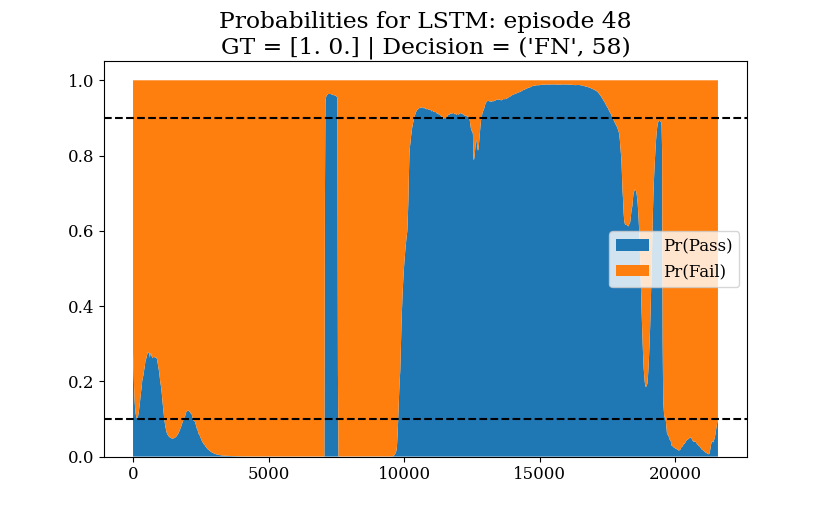 Probabilities for LSTM: episode 48
GT = [1. 0.] | Decision = ('FN', 58)
1.0
0.8
0.6
0.4
0.2
0.0
Pr(Pass)
Pr(Fail)
0
5000
10000
15000
20000